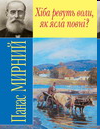 Хіба ревуть воли,
як ясла повні?
Панас МИРНИЙ